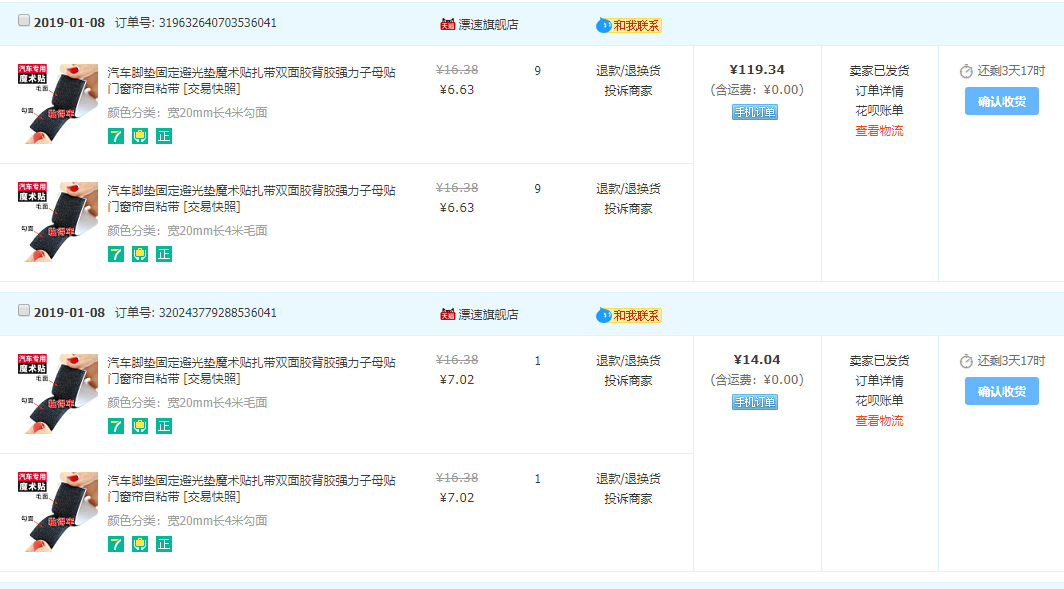 2019-01-08 订单号: 319632640703536041 天猫 漂速旗舰店 和我联系
汽车专用
魔术贴
毛面
勾面
粘得牢
汽车脚垫固定避光垫魔术贴扎带双面胶背胶强力子母贴 ¥16.38 9 退款/退换货 ¥119.34 卖家已发货 还剩3天17时
门窗帘自粘带 [交易快照] ¥6.63 投诉商家 (含运费: ¥0.00) 订单详情 确认收货
颜色分类：宽20mm长4米勾面 手机订单 花呗账单
7 正 查看物流
汽车专用
魔术贴
毛面
勾面
粘得牢
汽车脚垫固定避光垫魔术贴扎带双面胶背胶强力子母贴 ¥16.38 9 退款/退换货
门窗帘自粘带 [交易快照] ¥6.63 投诉商家
颜色分类：宽20mm长4米毛面
7 正
2019-01-08 订单号: 320243779288536041 天猫 漂速旗舰店 和我联系
汽车专用
魔术贴
毛面
勾面
粘得牢
汽车脚垫固定避光垫魔术贴扎带双面胶背胶强力子母贴 ¥16.38 1 退款/退换货 ¥14.04 卖家已发货 还剩3天17时
门窗帘自粘带 [交易快照] ¥7.02 投诉商家 (含运费: ¥0.00) 订单详情 确认收货
颜色分类：宽20mm长4米毛面 手机订单 花呗账单
7 正 查看物流
汽车专用
魔术贴
毛面
勾面
粘得牢
汽车脚垫固定避光垫魔术贴扎带双面胶背胶强力子母贴 ¥16.38 1 退款/退换货
门窗帘自粘带 [交易快照] ¥7.02 投诉商家
颜色分类：宽20mm长4米勾面
7 正